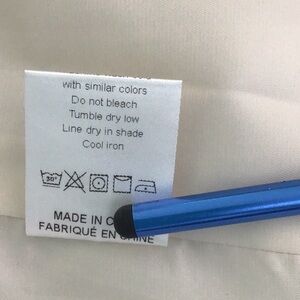 with similar colors
Do not bleach
Tumble dry low
Line dry in shade
Cool iron
30°
MADE IN
FABRIQUÉ EN